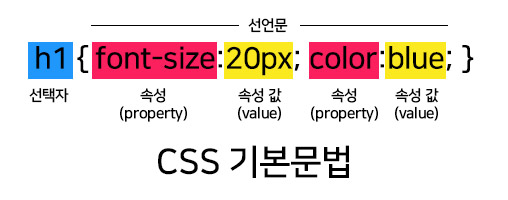 선언문
h1 { font-size:20px; color:blue; }
선택자 속성 속성 값 속성 속성 값
(property) (value) (property) (value)
CSS 기본문법